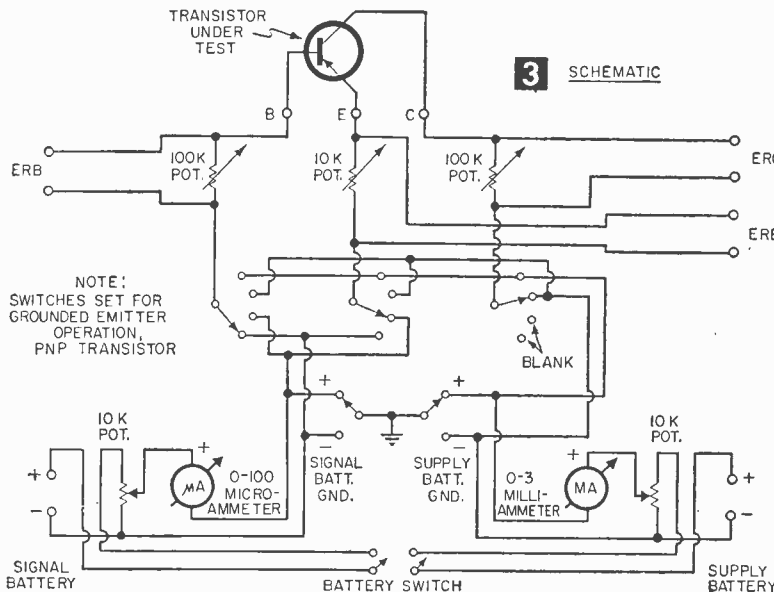 TRANSISTOR
UNDER
TEST
3 SCHEMATIC
B E C
ERB
100 K
POT.
10 K
POT.
100 K
POT.
ERC
ERE
NOTE:
SWITCHES SET FOR
GROUNDED EMITTER
OPERATION,
PNP TRANSISTOR
BLANK
+ +
− −
10 K
POT.
+
+
−
μA
0-100
MICRO-
AMMETER
SIGNAL
BATT.
GND.
SUPPLY
BATT.
GND.
0-3
MILLI-
AMMETER
+
MA
10 K
POT.
+
−
SIGNAL
BATTERY
BATTERY SWITCH
SUPPLY
BATTERY